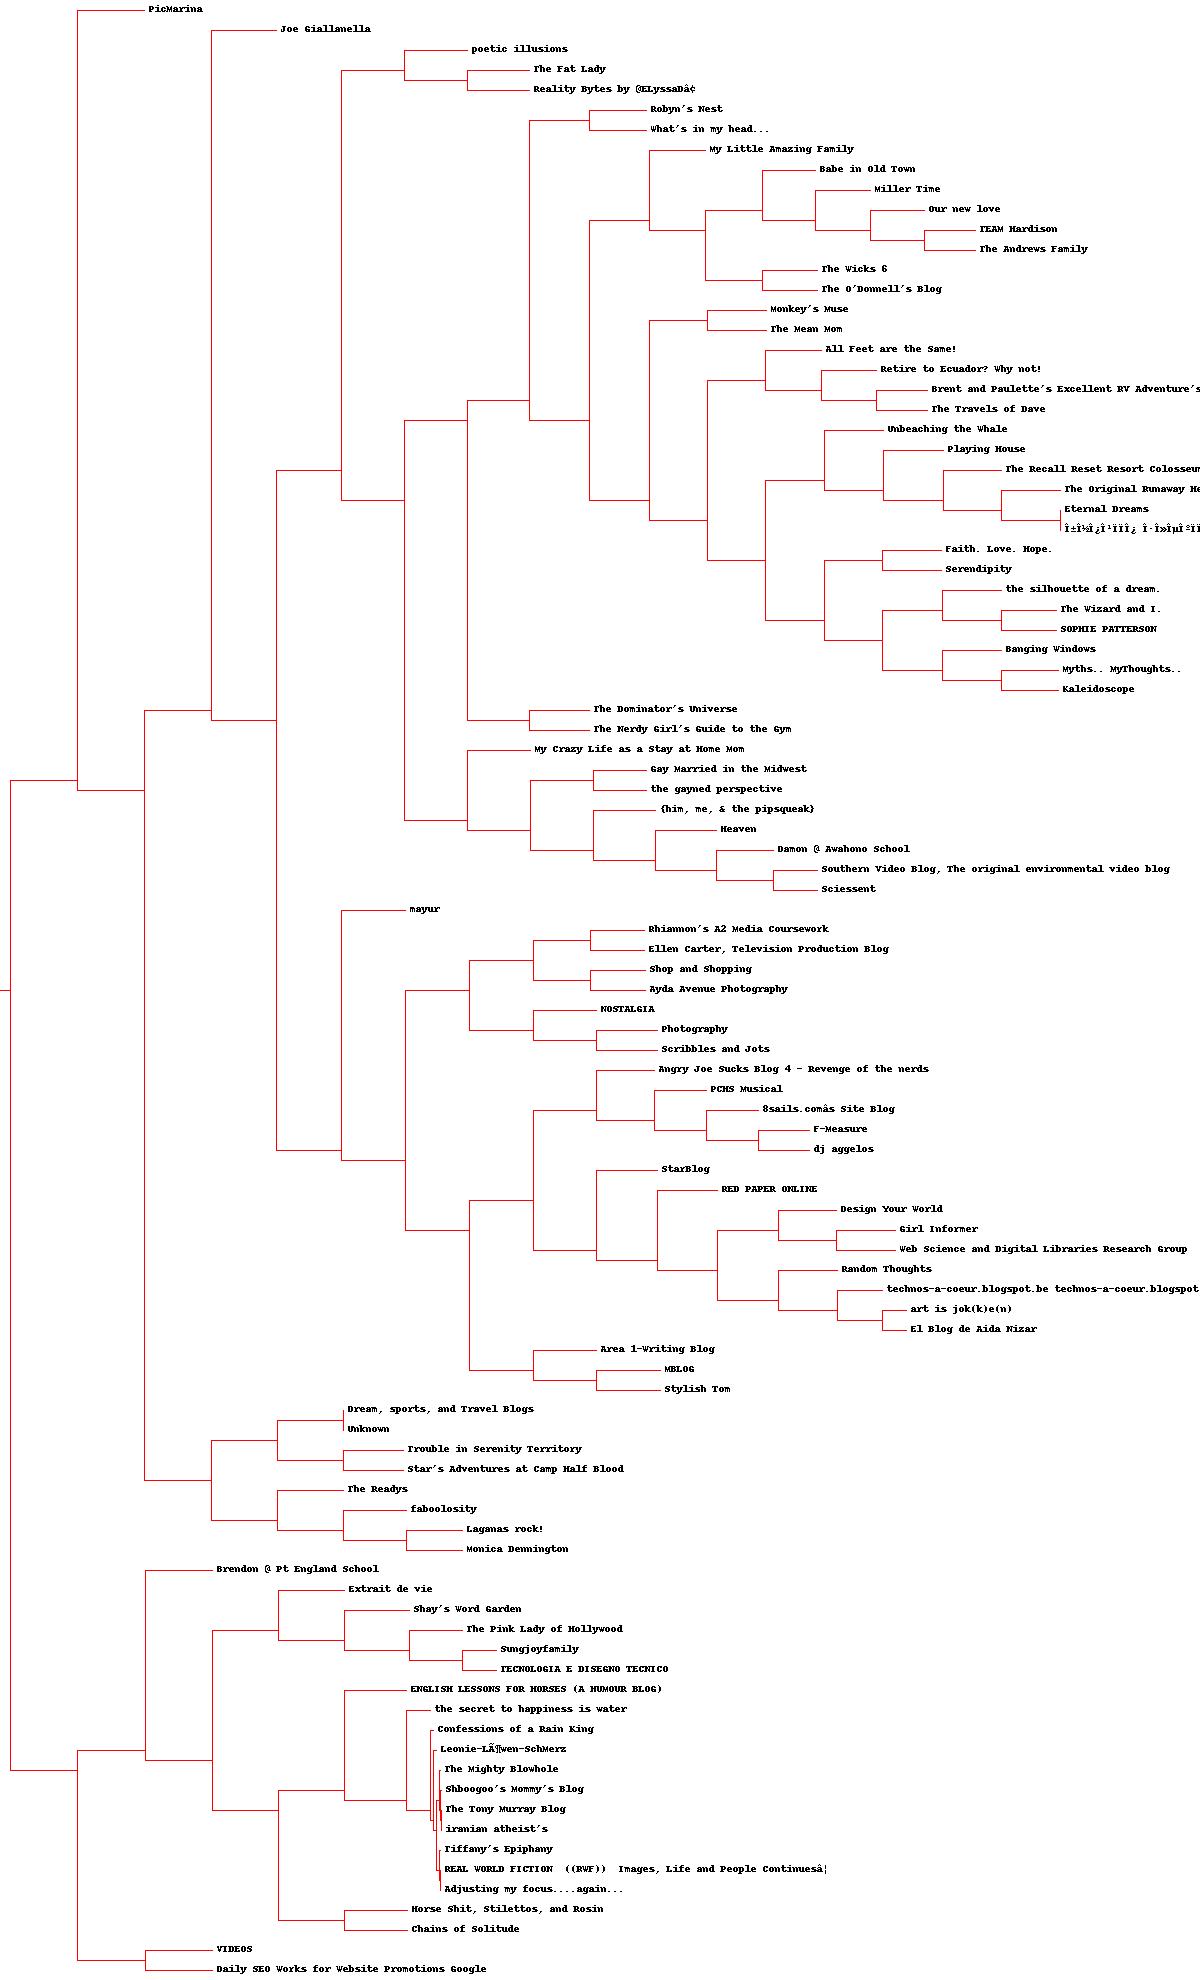 PicMarina
Joe Giallanella
poetic illusions
The Fat Lady
Reality Bytes by @ELyssaDâ¢
Robyn's Nest
What's in my head...
My Little Amazing Family
Babe in Old Town
Miller Time
Our new love
TEAM Hardison
The Andrews Family
The Wicks 6
The O'Donnell's Blog
Monkey's Muse
The Mean Mom
All Feet are the Same!
Retire to Ecuador? Why not!
Brent and Paulette's Excellent RV Adventure's
The Travels of Dave
Unbeaching the Whale
Playing House
The Recall Reset Resort Colosseum
The Original Runaway
Eternal Dreams
Faith. Love. Hope.
Serendipity
the silhouette of a dream.
The Wizard and I.
SOPHIE PATTERSON
Banging Windows
Myths.. MyThoughts..
Kaleidoscope
The Dominator's Universe
The Nerdy Girl's Guide to the Gym
My Crazy Life as a Stay at Home Mom
Gay Married in the Midwest
the gayned perspective
{him, me, & the pipsqueak}
Heaven
Damon @ Awahono School
Southern Video Blog, The original environmental video blog
Sciessent
mayur
Rhiannon's A2 Media Coursework
Ellen Carter, Television Production Blog
Shop and Shopping
Ayda Avenue Photography
NOSTALGIA
Photography
Scribbles and Jots
Angry Joe Sucks Blog 4 - Revenge of the nerds
PCHS Musical
8sails.comâs Site Blog
F-Measure
dj aggelos
StarBlog
RED PAPER ONLINE
Design Your World
Girl Informer
Web Science and Digital Libraries Research Group
Random Thoughts
technos-a-coeur.blogspot.be technos-a-coeur.blogspot
art is jok(k)e(n)
El Blog de Aida Nizar
Area 1-Writing Blog
MBLOG
Stylish Tom
Dream, sports, and Travel Blogs
Unknown
Trouble in Serenity Territory
Star's Adventures at Camp Half Blood
The Readys
faboolosity
Laganas rock!
Monica Dennington
Brendon @ Pt England School
Extrait de vie
Shay's Word Garden
The Pink Lady of Hollywood
Sungjoyfamily
TECNOLOGIA E DISEGNO TECNICO
ENGLISH LESSONS FOR HORSES (A HUMOUR BLOG)
the secret to happiness is water
Confessions of a Rain King
Leonie-LÃ¶wen-SchMerz
The Mighty Blowhole
Shboogoo's Mommy's Blog
The Tony Murray Blog
iranian atheist's
Tiffany's Epiphany
REAL WORLD FICTION ((RWF)) Images, Life and People Continuesâ¦
Adjusting my focus....again...
Horse Shit, Stilettos, and Rosin
Chains of Solitude
VIDEOS
Daily SEO Works for Website Promotions Google